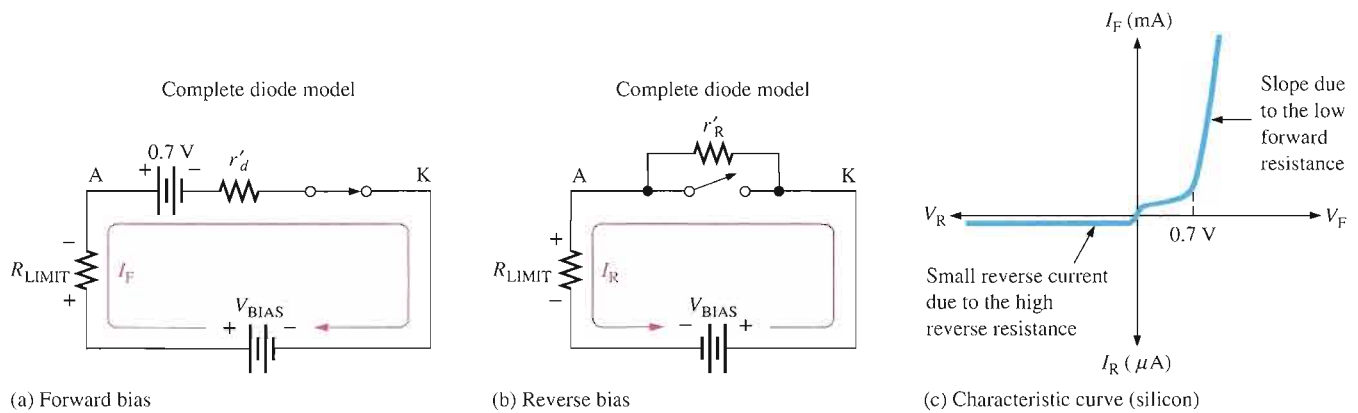 Complete diode model
0.7 V
+ −
r′d
A
K
−
RLIMIT
+
IF
VBIAS
+ −
(a) Forward bias
Complete diode model
r′R
A
K
+
RLIMIT
−
IR
VBIAS
− +
(b) Reverse bias
IF (mA)
Slope due
to the low
forward
resistance
VR
VF
0.7 V
Small reverse current
due to the high
reverse resistance
IR ( μA)
(c) Characteristic curve (silicon)